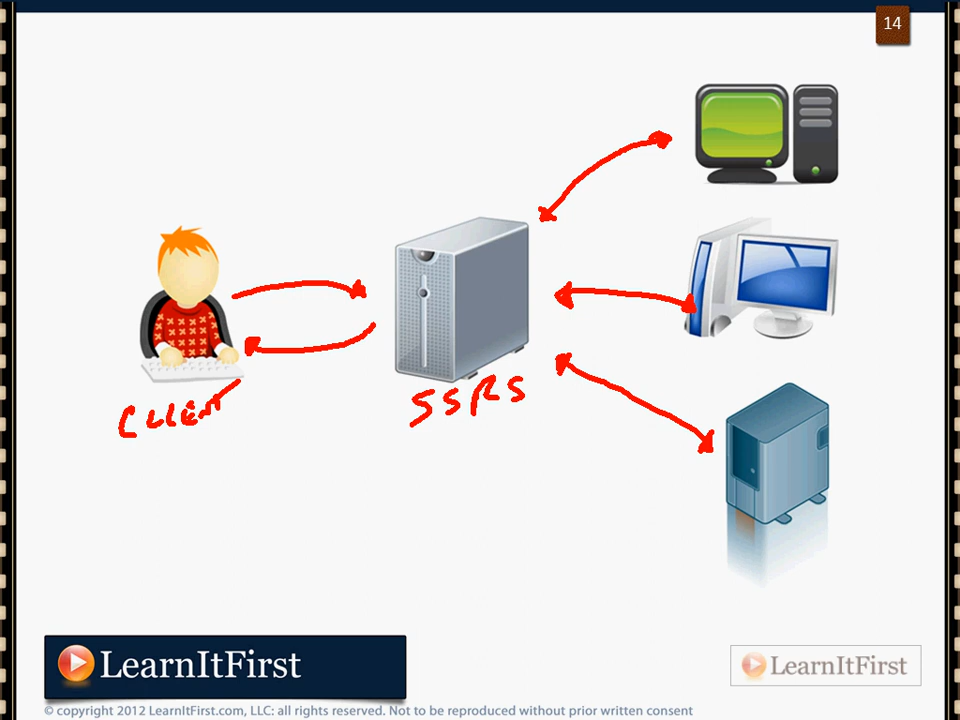 14
CLIENT
SSRS
LearnItFirst
LearnItFirst
© copyright 2012 LearnItFirst.com, LLC: all rights reserved. Not to be reproduced without prior written consent